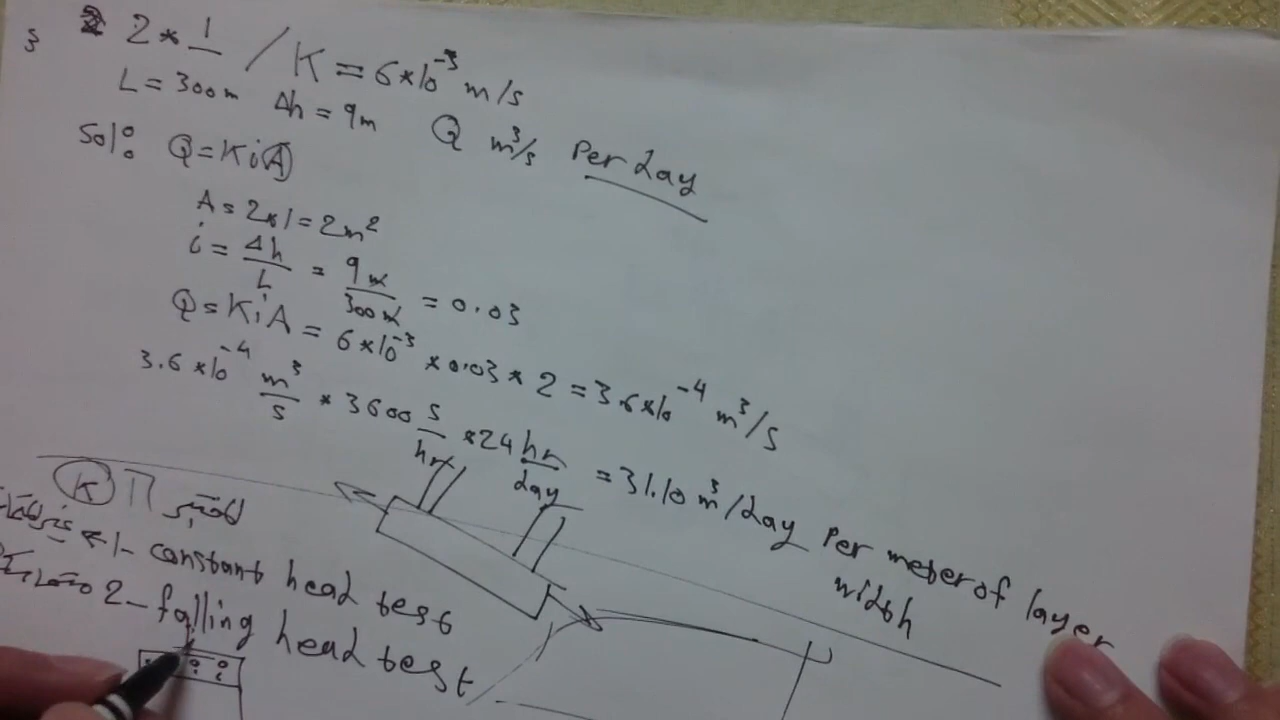 2*1 / K = 6*10^-3 m/s
L = 300m Δh = 9m Q m³/s Per day
Sol: Q = KiA
A = 2*1 = 2m²
i = Δh/L = 9m/300m = 0.03
Q = KiA = 6*10^-3 * 0.03 * 2 = 3.6*10^-4 m³/s
3.6*10^-4 m³/s * 3600 s/hr * 24 hr/day = 31.10 m³/day Per meter of layer width
K
1- constant head test
2- falling head test